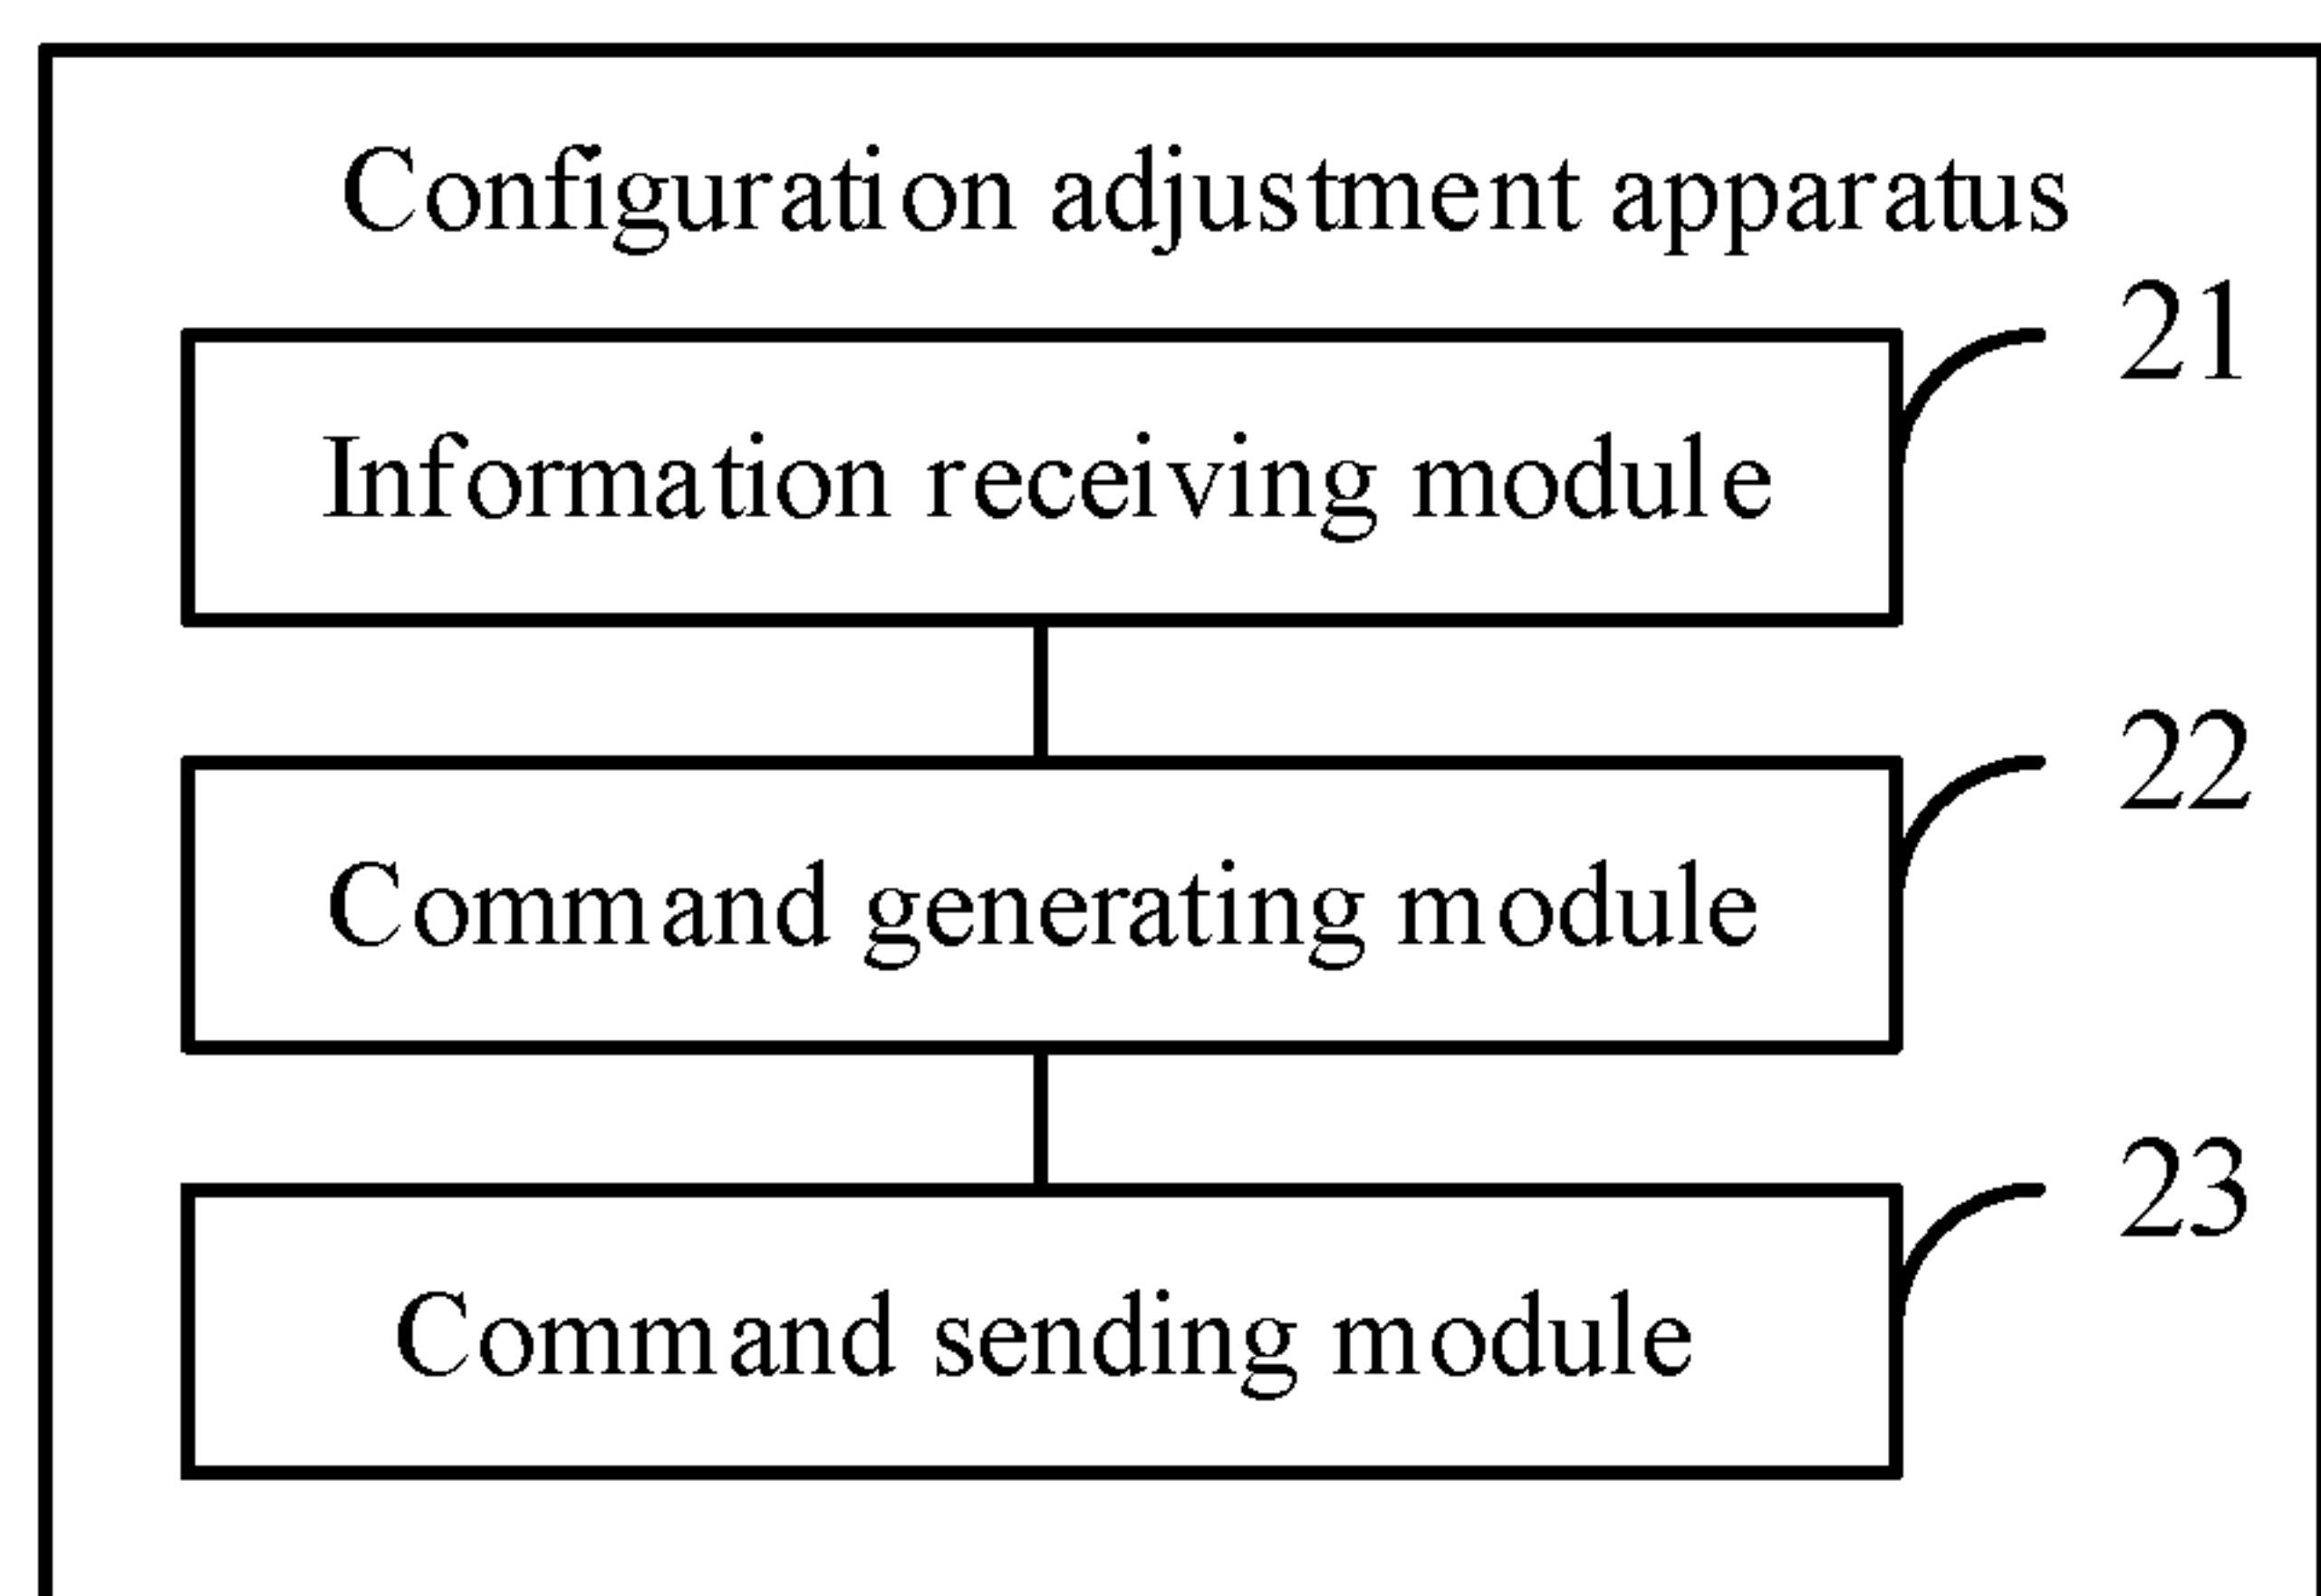 Configuration adjustment apparatus
21
Information receiving module
22
Command generating module
23
Command sending module